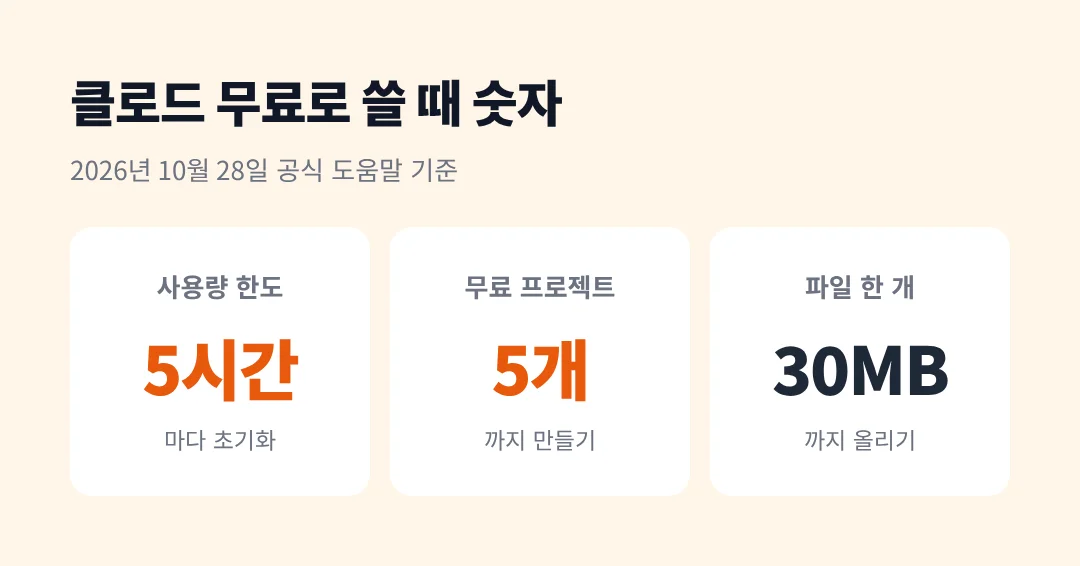 클로드 무료로 쓸 때 숫자
2026년 10월 28일 공식 도움말 기준
사용량 한도
5시간
마다 초기화
무료 프로젝트
5개
까지 만들기
파일 한 개
30MB
까지 올리기